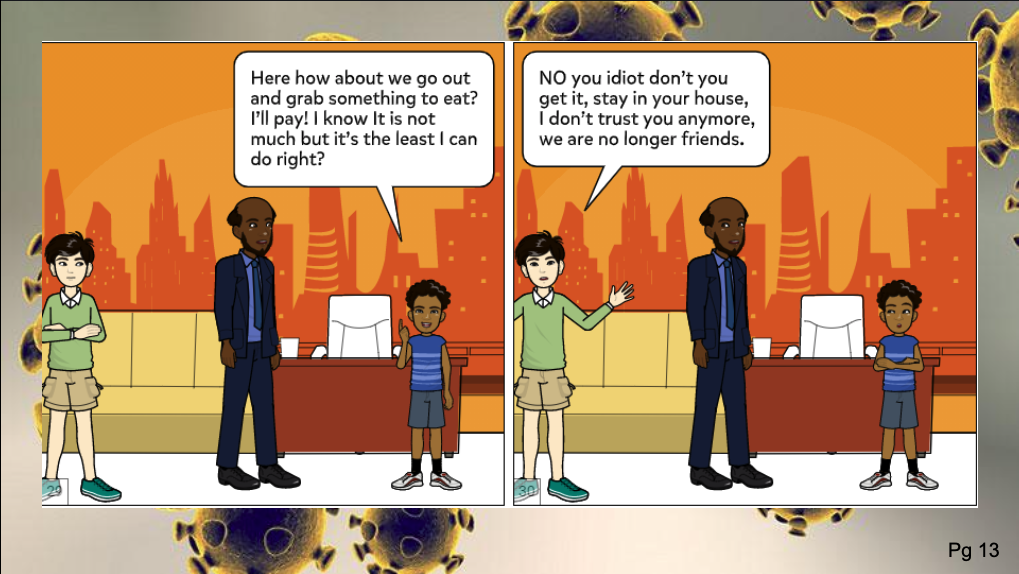 Here how about we go out
and grab something to eat?
I'll pay! I know It is not
much but it's the least I can
do right?
NO you idiot don't you
get it, stay in your house,
I don't trust you anymore,
we are no longer friends.
29
30
Pg 13